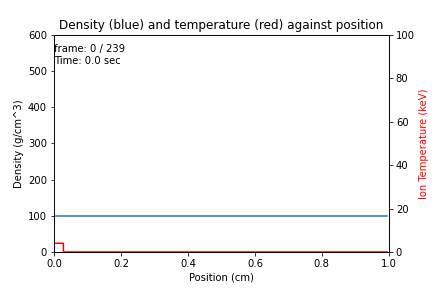 Density (blue) and temperature (red) against position
frame: 0 / 239
Time: 0.0 sec
600
500
400
300
200
100
0
Density (g/cm^3)
100
80
60
40
20
0
Ion Temperature (keV)
0.0 0.2 0.4 0.6 0.8 1.0
Position (cm)